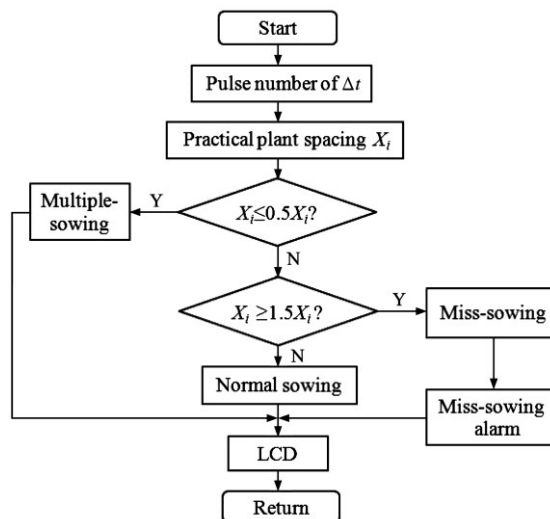 Start
Pulse number of Δt
Practical plant spacing Xᵢ
Multiple-
sowing
Y
Xᵢ≤0.5Xᵢ?
N
Xᵢ ≥1.5Xᵢ?
Y
Miss-sowing
N
Normal sowing
Miss-sowing
alarm
LCD
Return